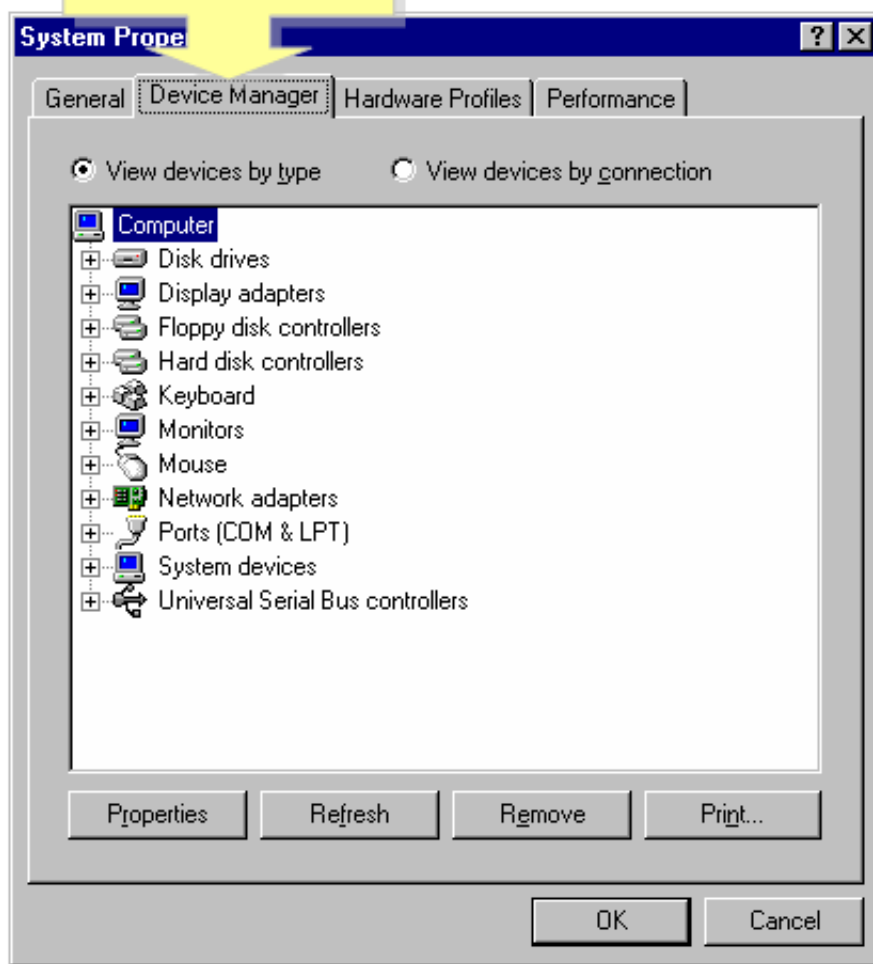 System Prope
General Device Manager Hardware Profiles Performance
View devices by type View devices by connection
Computer
Disk drives
Display adapters
Floppy disk controllers
Hard disk controllers
Keyboard
Monitors
Mouse
Network adapters
Ports (COM & LPT)
System devices
Universal Serial Bus controllers
Properties Refresh Remove Print...
OK Cancel